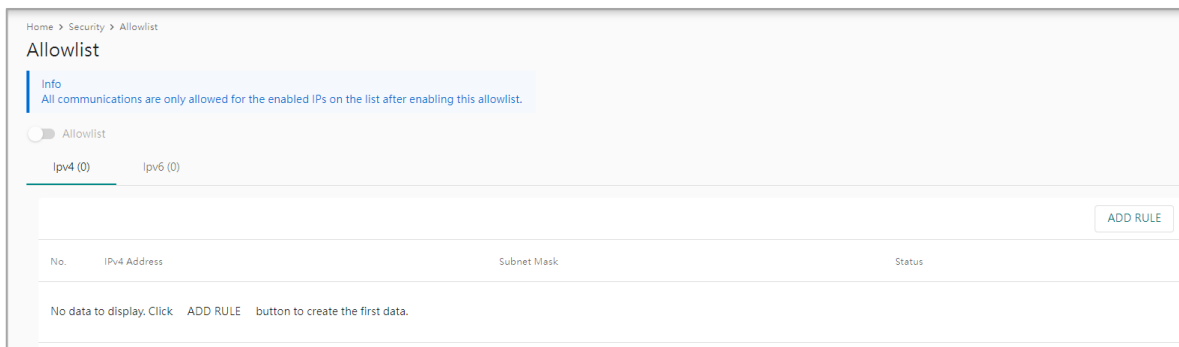 Home > Security > Allowlist
Allowlist
Info
All communications are only allowed for the enabled IPs on the list after enabling this allowlist.
Allowlist
Ipv4 (0) Ipv6 (0)
ADD RULE
No. IPv4 Address Subnet Mask Status
No data to display. Click ADD RULE button to create the first data.